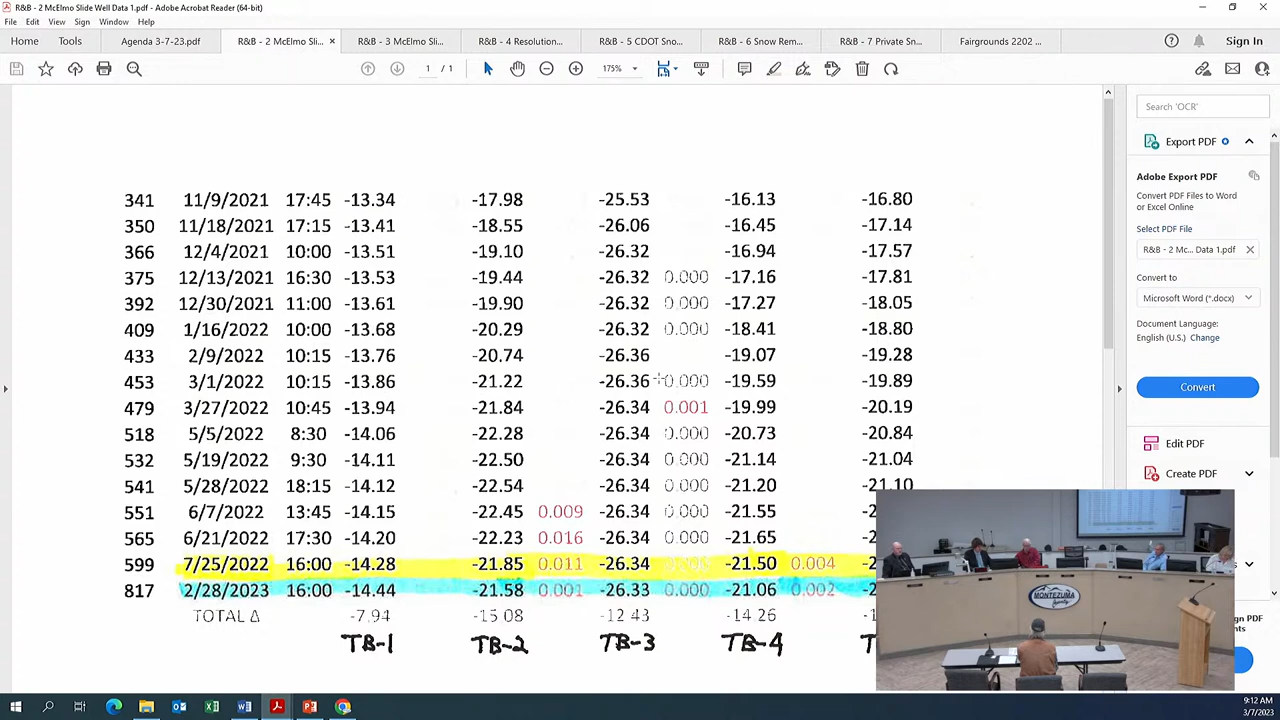 R&B - 2 McElmo Slide Well Data 1.pdf - Adobe Acrobat Reader (64-bit)
File Edit View Sign Window Help
Home Tools Agenda 3-7-23.pdf R&B - 2 McElmo Sli... × R&B - 3 McElmo Sli... R&B - 4 Resolution... R&B - 5 CDOT Sno... R&B - 6 Snow Rem... R&B - 7 Private Sn... Fairgrounds 2202 ... Sign In
1 / 1 175%
Search 'OCR'
Export PDF
Adobe Export PDF
Convert PDF Files to Word
or Excel Online
Select PDF File
R&B - 2 McE... Data 1.pdf ×
Convert to
Microsoft Word (*.docx)
Document Language:
English (U.S.) Change
Convert
Edit PDF
Create PDF
341 11/9/2021 17:45 -13.34 -17.98 -25.53 -16.13 -16.80
350 11/18/2021 17:15 -13.41 -18.55 -26.06 -16.45 -17.14
366 12/4/2021 10:00 -13.51 -19.10 -26.32 -16.94 -17.57
375 12/13/2021 16:30 -13.53 -19.44 -26.32 0.000 -17.16 -17.81
392 12/30/2021 11:00 -13.61 -19.90 -26.32 0.000 -17.27 -18.05
409 1/16/2022 10:00 -13.68 -20.29 -26.32 0.000 -18.41 -18.80
433 2/9/2022 10:15 -13.76 -20.74 -26.36 -19.07 -19.28
453 3/1/2022 10:15 -13.86 -21.22 -26.36 0.000 -19.59 -19.89
479 3/27/2022 10:45 -13.94 -21.84 -26.34 0.001 -19.99 -20.19
518 5/5/2022 8:30 -14.06 -22.28 -26.34 0.000 -20.73 -20.84
532 5/19/2022 9:30 -14.11 -22.50 -26.34 0.000 -21.14 -21.04
541 5/28/2022 18:15 -14.12 -22.54 -26.34 0.000 -21.20 -21.10
551 6/7/2022 13:45 -14.15 -22.45 0.009 -26.34 0.000 -21.55
565 6/21/2022 17:30 -14.20 -22.23 0.016 -26.34 0.000 -21.65
599 7/25/2022 16:00 -14.28 -21.85 0.011 -26.34 0.000 -21.50 0.004
817 2/28/2023 16:00 -14.44 -21.58 0.001 -26.33 0.000 -21.06 0.002
TOTAL Δ -7.94 -15.08 -12.43 -14.26
TB-1 TB-2 TB-3 TB-4
MONTEZUMA
County
9:12 AM
3/7/2023